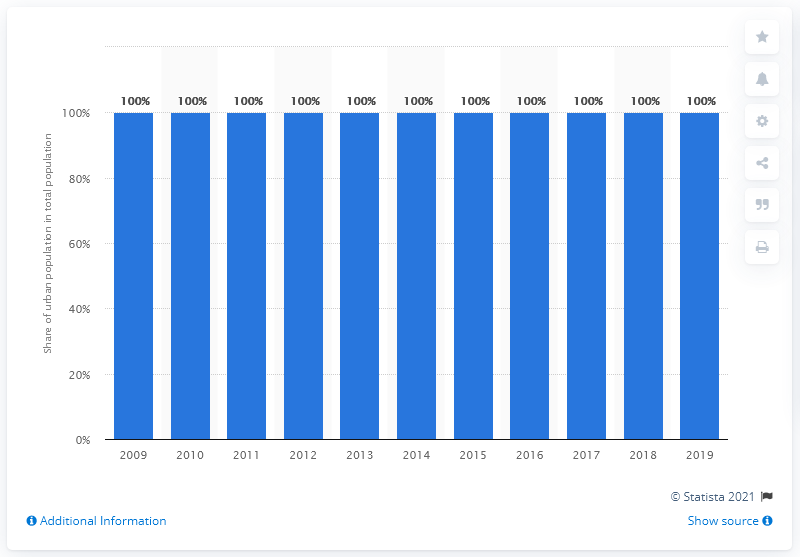 100% 100% 100% 100% 100% 100% 100% 100% 100% 100% 100%
100%
80%
60%
40%
20%
0%
Share of urban population in total population
2009 2010 2011 2012 2013 2014 2015 2016 2017 2018 2019
© Statista 2021
Additional Information
Show source